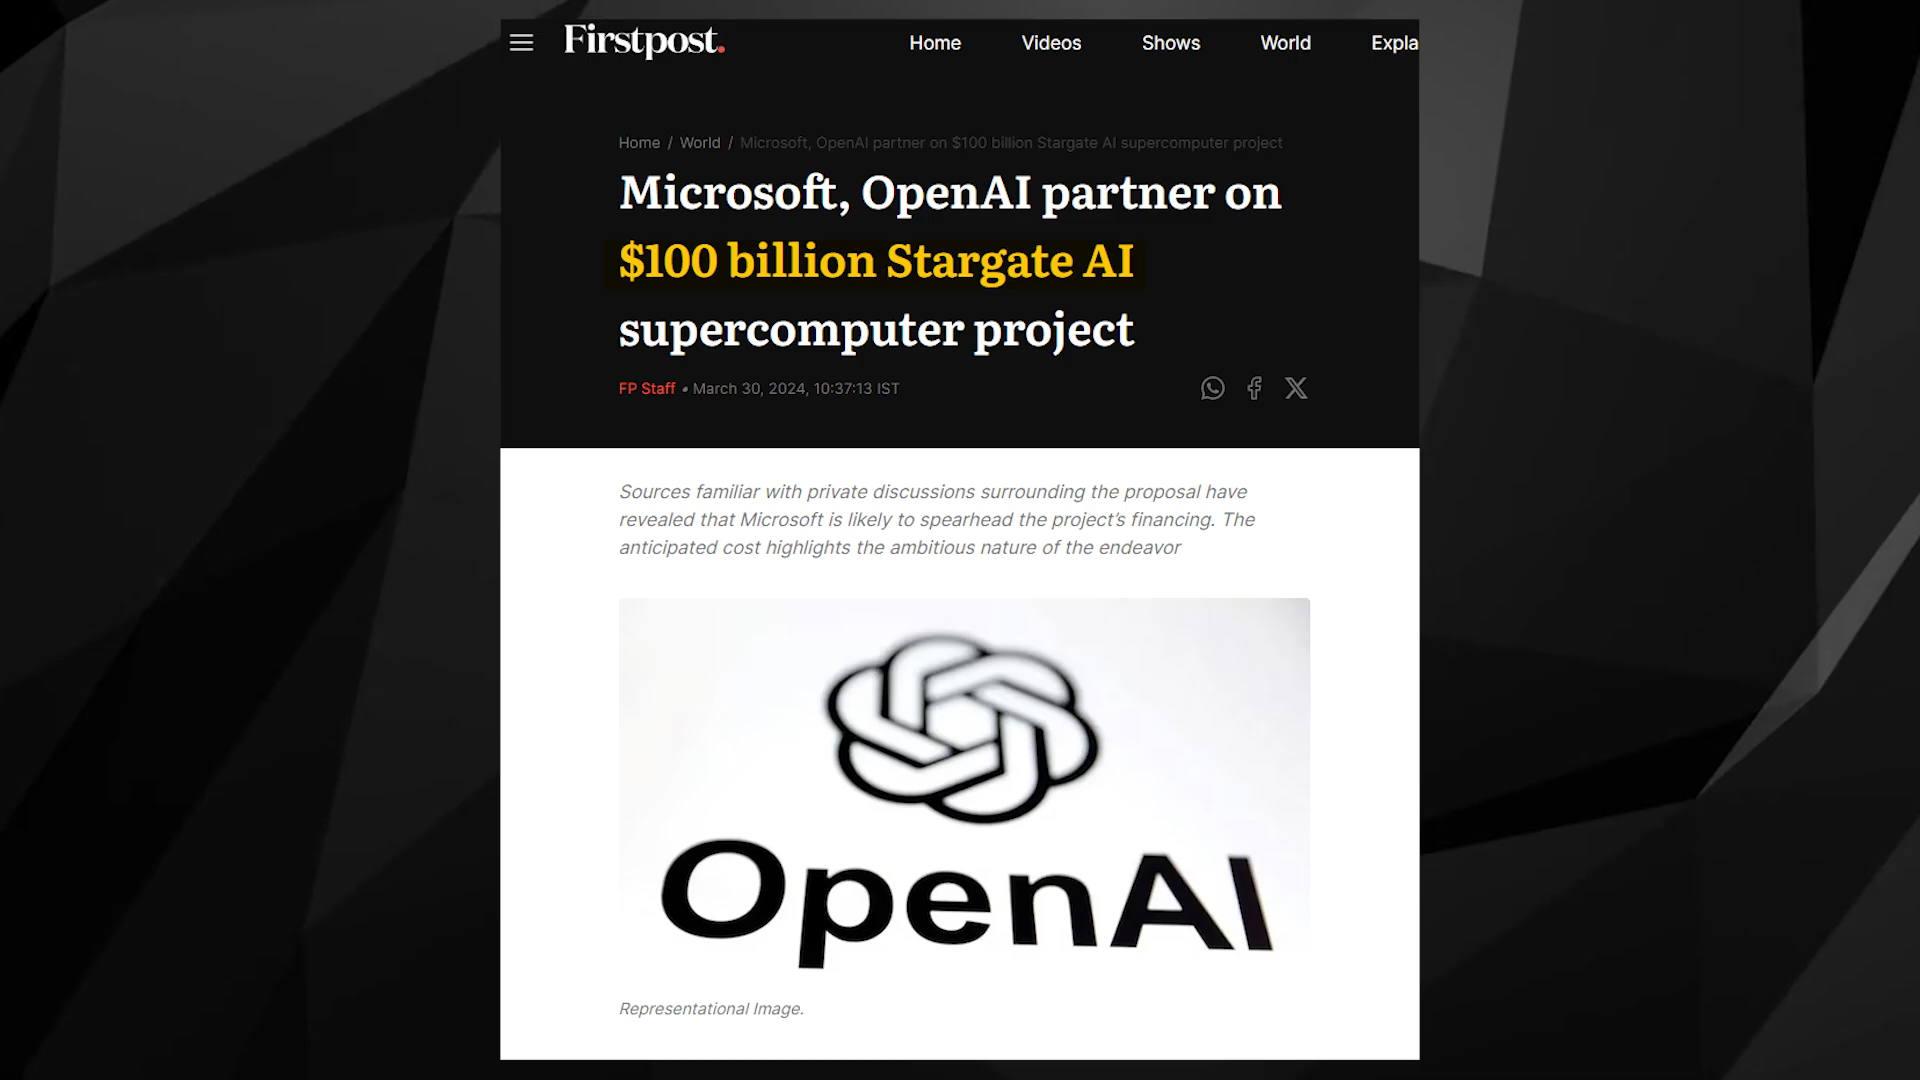 Firstpost.
Home Videos Shows World Expla
Home / World / Microsoft, OpenAI partner on $100 billion Stargate AI supercomputer project
Microsoft, OpenAI partner on
$100 billion Stargate AI
supercomputer project
FP Staff • March 30, 2024, 10:37:13 IST
Sources familiar with private discussions surrounding the proposal have
revealed that Microsoft is likely to spearhead the project's financing. The
anticipated cost highlights the ambitious nature of the endeavor
OpenAI
Representational Image.